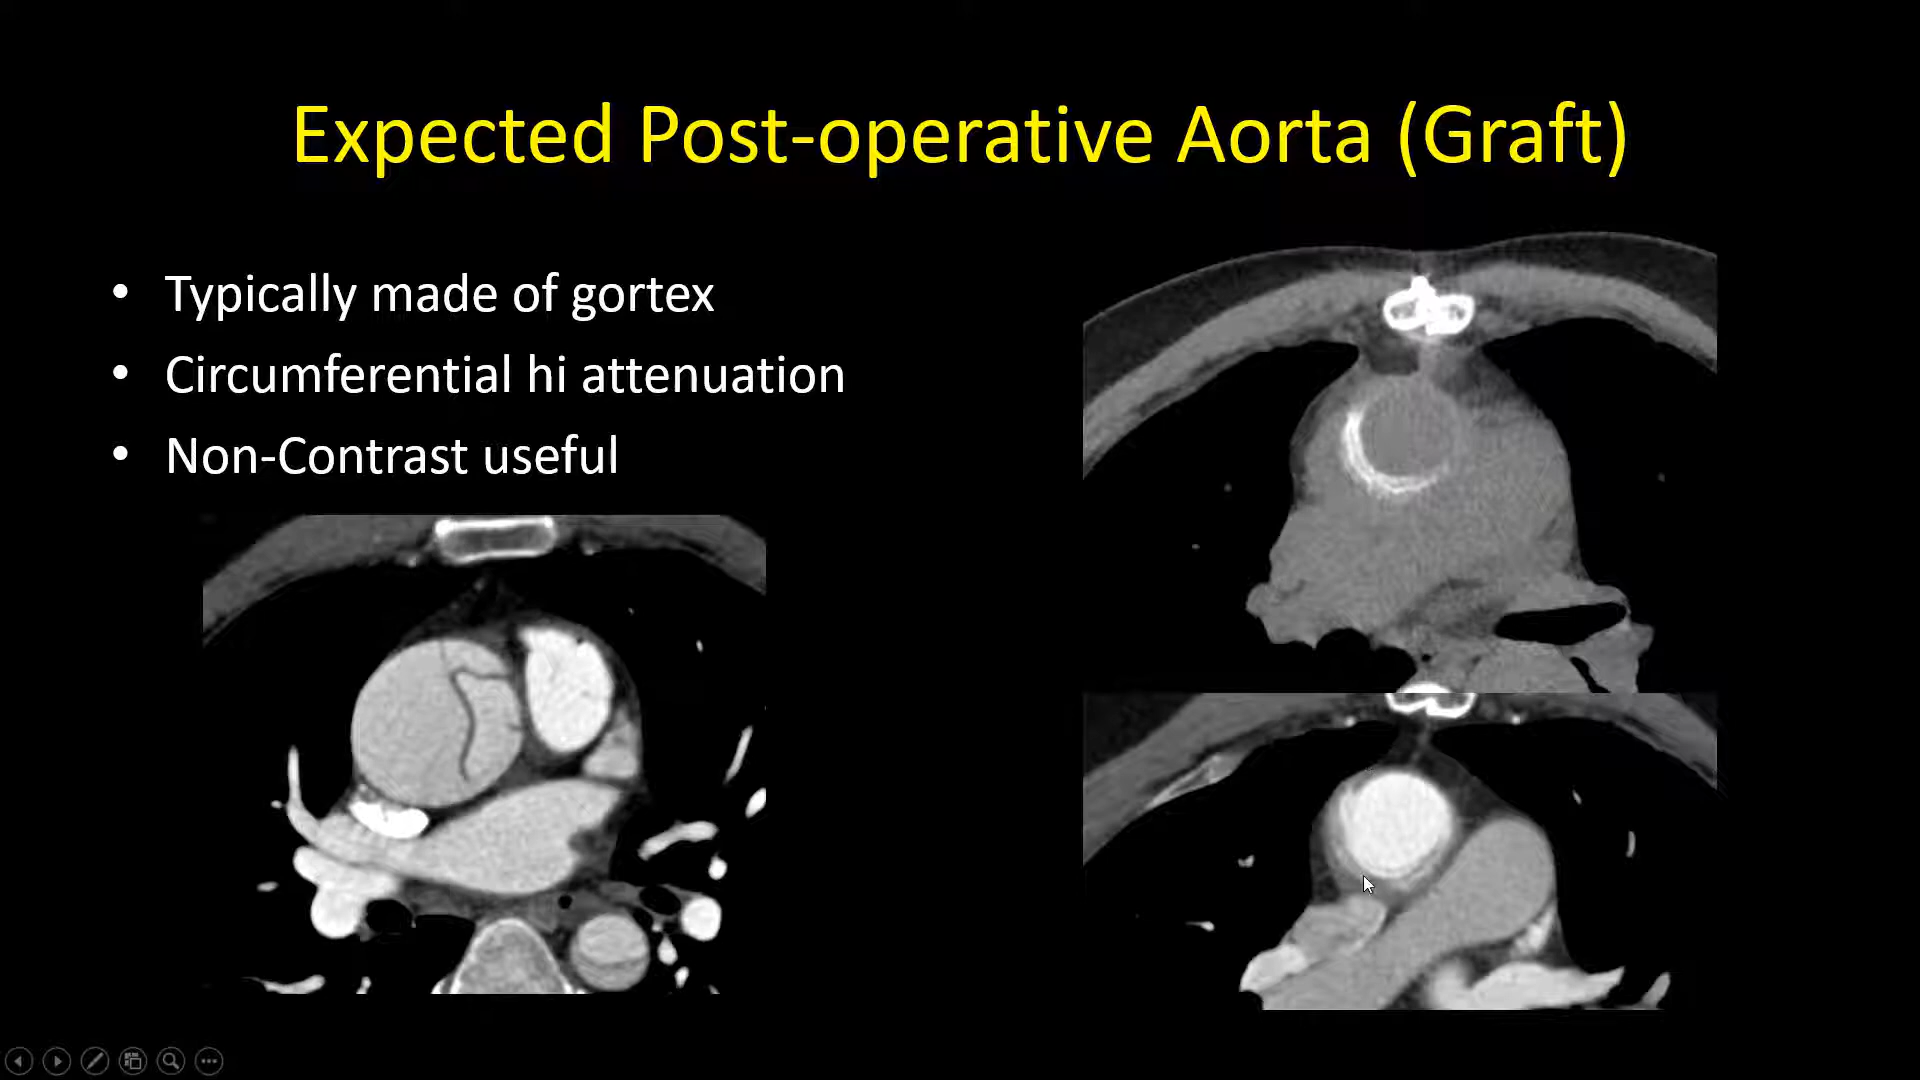 Expected Post-operative Aorta (Graft)
• Typically made of gortex
• Circumferential hi attenuation
• Non-Contrast useful